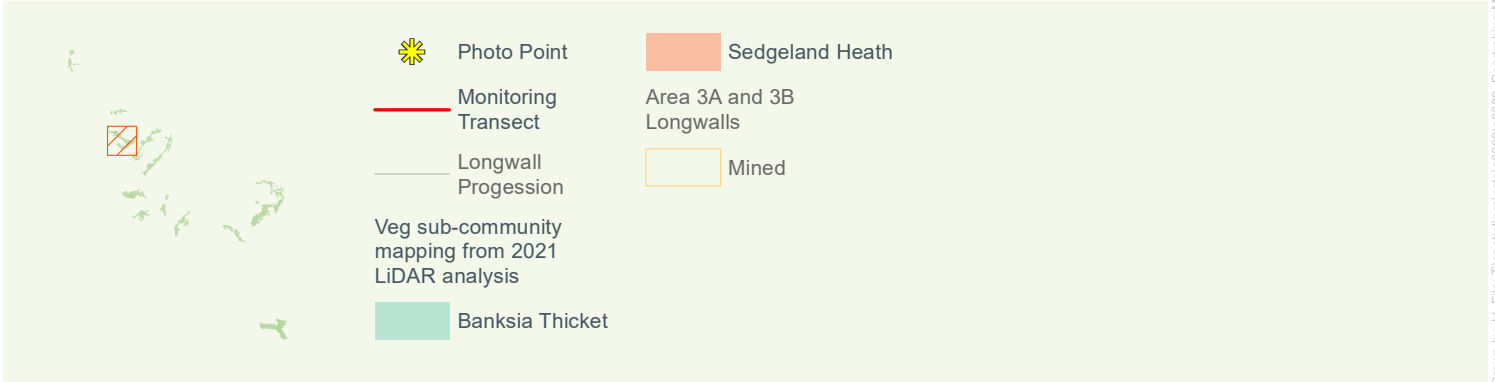 Photo Point
Monitoring
Transect
Longwall
Progession
Veg sub-community
mapping from 2021
LiDAR analysis
Banksia Thicket
Sedgeland Heath
Area 3A and 3B
Longwalls
Mined